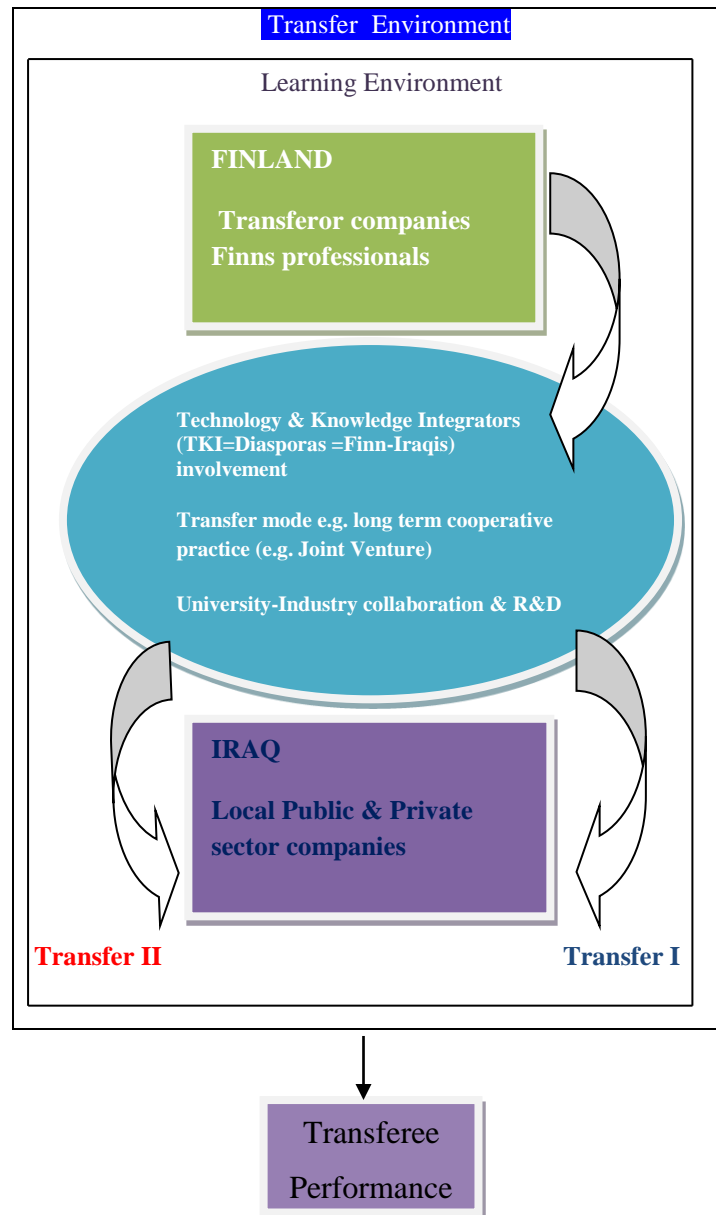 Transfer Environment
Learning Environment
FINLAND
Transferor companies
Finns professionals
Technology & Knowledge Integrators
(TKI=Diasporas =Finn-Iraqis)
involvement
Transfer mode e.g. long term cooperative
practice (e.g. Joint Venture)
University-Industry collaboration & R&D
IRAQ
Local Public & Private
sector companies
Transfer II
Transfer I
Transferee
Performance